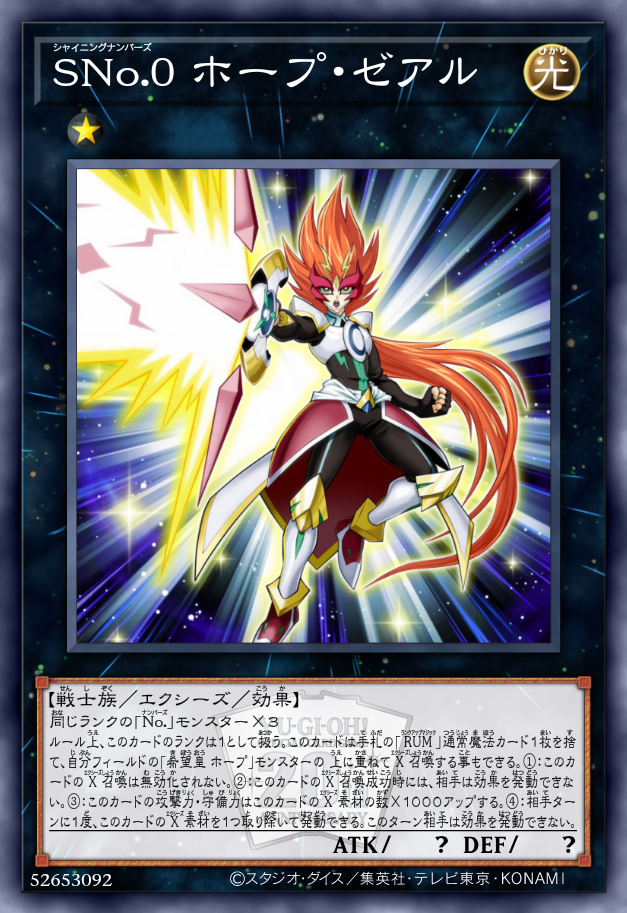 シャイニングナンバーズ
SNo.0 ホープ・ゼアル
ひかり
光
【戦士族／エクシーズ／効果】
同じランクの「No.」モンスター×3
ルール上、このカードのランクは1として扱う。このカードは手札の「RUM」通常魔法カード1枚を捨
て、自分フィールドの「希望皇 ホープ」モンスターの 上に重ねて X 召喚する事もできる。①：このカ
ードの X 召喚は無効化されない。②：このカードの X 召喚成功時には、相手は効果を発動できな
い。③：このカードの攻撃力・守備力はこのカードの X 素材の数×1000アップする。④：相手ター
ンに1度、このカードの X 素材を1つ取り除いて発動できる。このターン相手は効果を発動できない。
ATK/ ? DEF/ ?
52653092 ©スタジオ・ダイス／集英社・テレビ東京・KONAMI